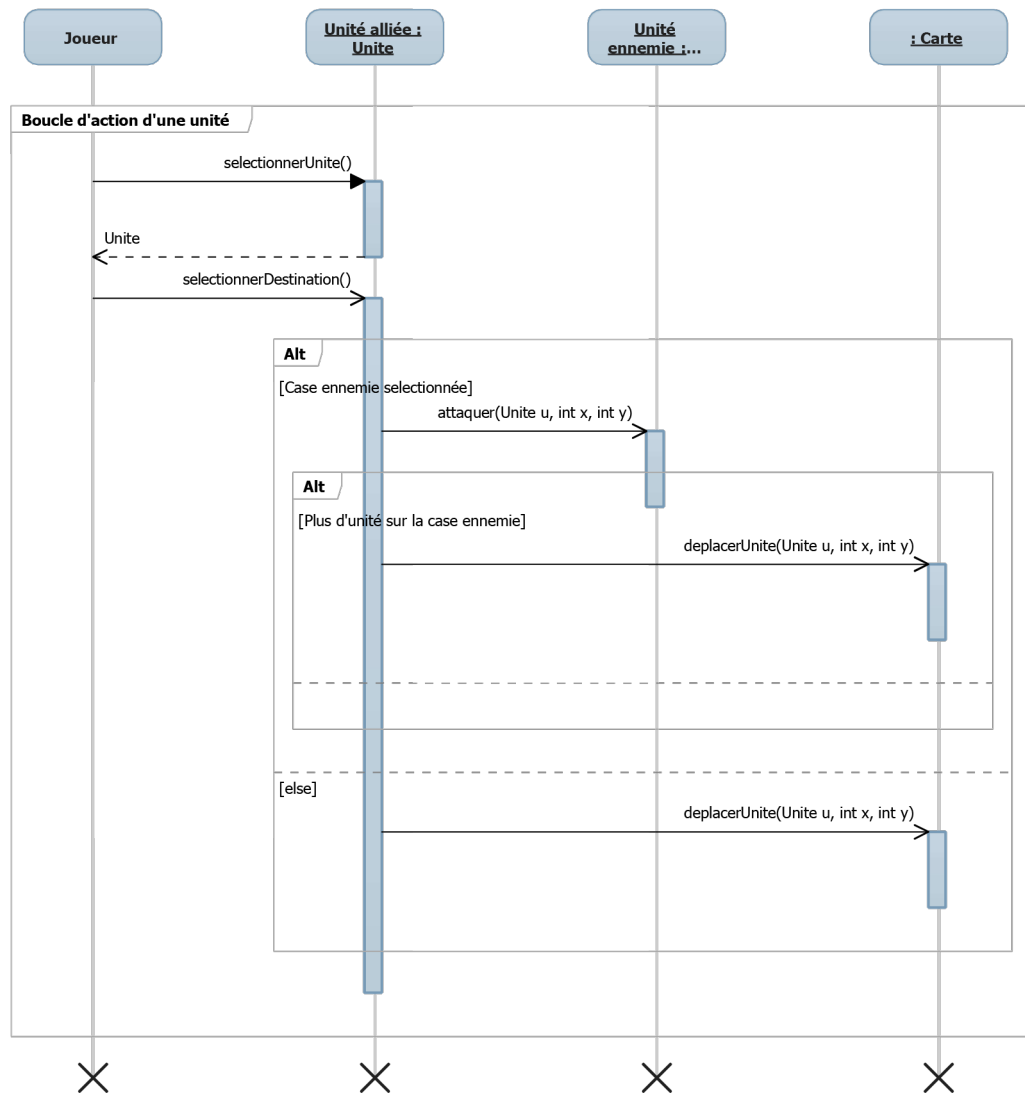 Joueur
Unité alliée :
Unite
Unité
ennemie :...
: Carte
Boucle d'action d'une unité
selectionnerUnite()
Unite
selectionnerDestination()
Alt
[Case ennemie selectionnée]
attaquer(Unite u, int x, int y)
Alt
[Plus d'unité sur la case ennemie]
deplacerUnite(Unite u, int x, int y)
[else]
deplacerUnite(Unite u, int x, int y)